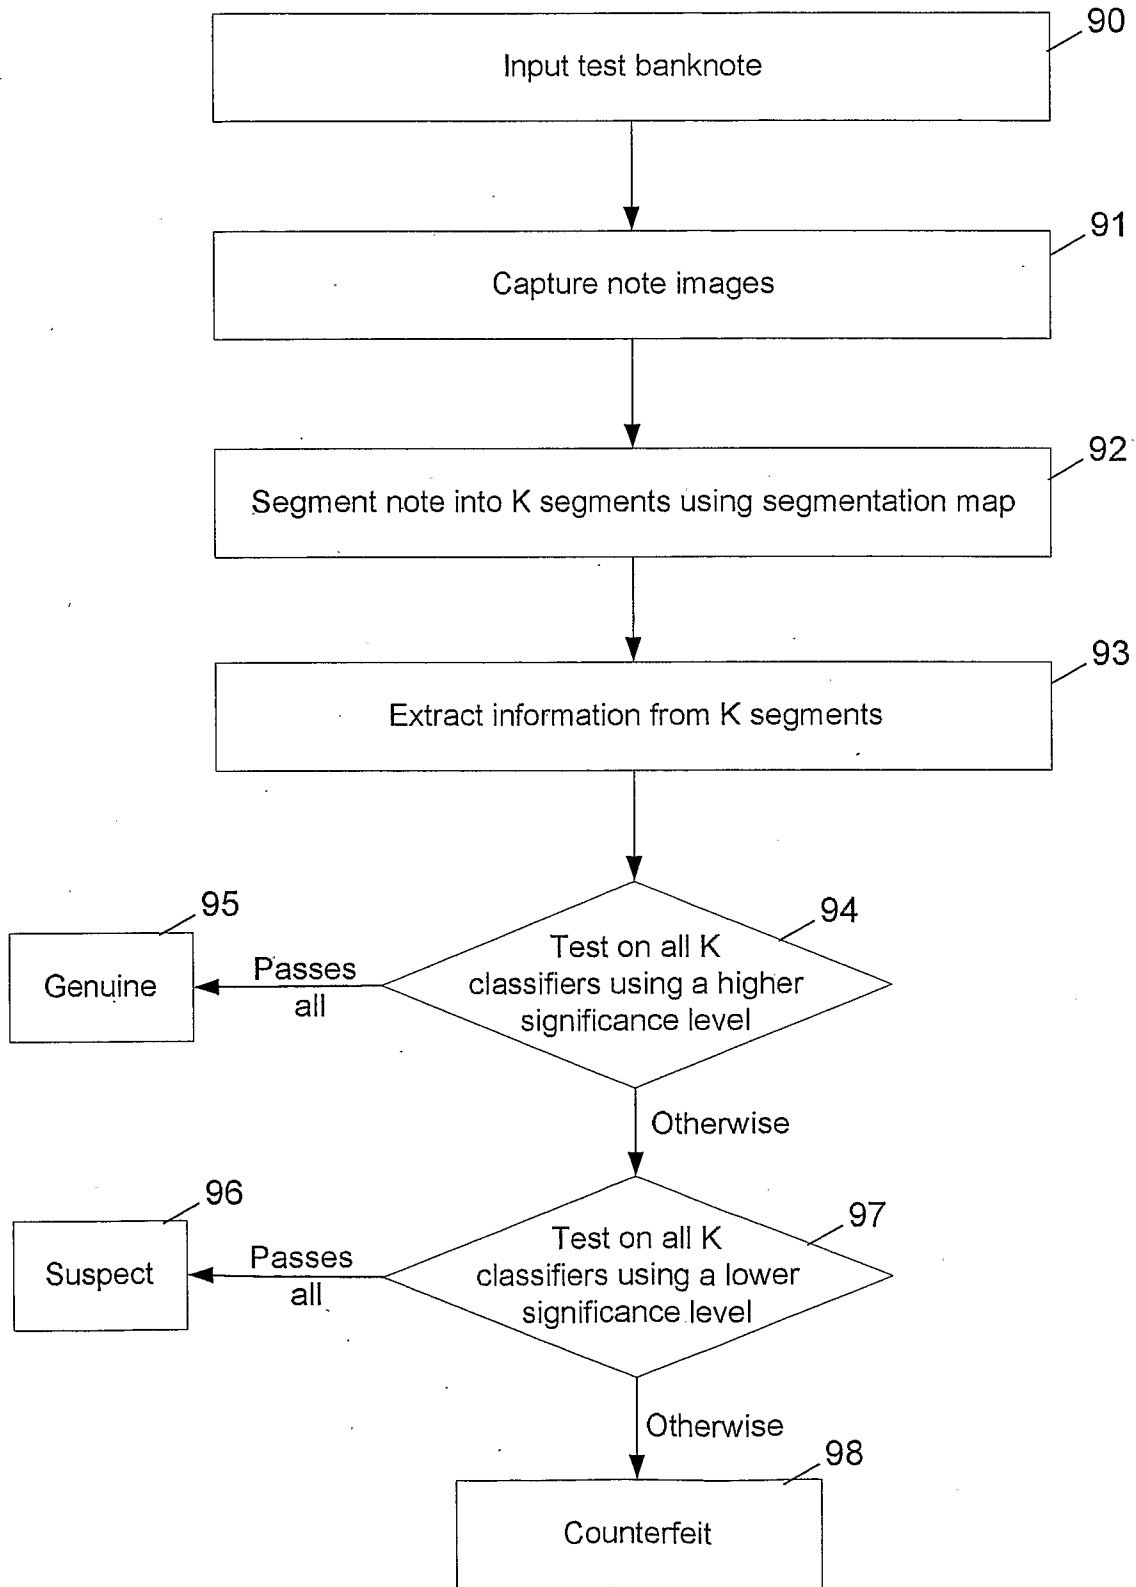 90
Input test banknote
91
Capture note images
92
Segment note into K segments using segmentation map
93
Extract information from K segments
94
Test on all K
classifiers using a higher
significance level
95
Genuine
Passes
all
Otherwise
96
Suspect
Passes
all
97
Test on all K
classifiers using a lower
significance level
Otherwise
98
Counterfeit